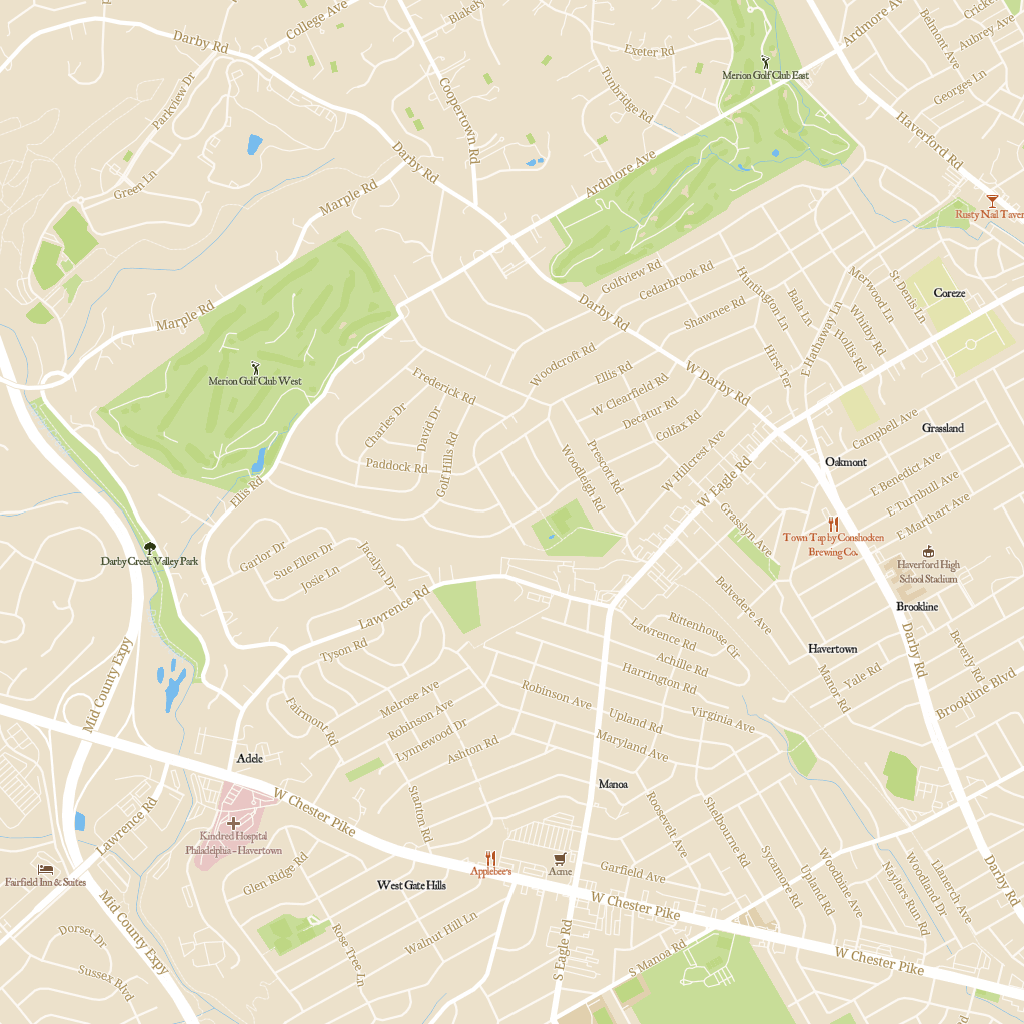 College Ave
Blakely
Darby Rd
Exeter Rd
Ardmore Ave
Belmont Ave
Cricket
Aubrey Ave
Merion Golf Club East
Georges Ln
Parkview Dr
Coopertown Rd
Tunbridge Rd
Haverford Rd
Darby Rd
Ardmore Ave
Green Ln
Marple Rd
Rusty Nail Taver
Golfview Rd
Cedarbrook Rd
Huntington Ln
Bala Ln
Merwood Ln
St Denis Ln
Coreze
Marple Rd
Darby Rd
Shawnee Rd
E Hathaway Ln
Whitby Rd
Hollis Rd
Merion Golf Club West
Woodcroft Rd
Ellis Rd
Hirst Ter
W Darby Rd
Frederick Rd
W Clearfield Rd
Decatur Rd
Colfax Rd
Charles Dr
David Dr
Golf Hills Rd
Campbell Ave
Grassland
Paddock Rd
Woodleigh Rd
Prescott Rd
W Hillcrest Ave
W Eagle Rd
Oakmont
E Benedict Ave
E Turnbull Ave
E Marthart Ave
Ellis Rd
Grasslyn Ave
Town Tap by Conshocken
Brewing Co.
Darby Creek Valley Park
Garlor Dr
Sue Ellen Dr
Josie Ln
Jacalyn Dr
Haverford High
School Stadium
Lawrence Rd
Belvedere Ave
Brookline
Tyson Rd
Lawrence Rd
Rittenhouse Cir
Achille Rd
Harrington Rd
Havertown
Darby Rd
Beverly Rd
Manor Rd
Yale Rd
Mid County Expy
Melrose Ave
Robinson Ave
Robinson Ave
Brookline Blvd
Fairmont Rd
Lynnewood Dr
Ashton Rd
Upland Rd
Virginia Ave
Maryland Ave
Adele
Manoa
W Chester Pike
Stanton Rd
Roosevelt Ave
Shelbourne Rd
Lawrence Rd
Kindred Hospital
Philadelphia - Havertown
Fairfield Inn & Suites
Glen Ridge Rd
West Gate Hills
Applebee's
Acme
Garfield Ave
Sycamore Rd
Upland Rd
Woodbine Ave
Naylors Run Rd
Woodland Dr
Llanerch Ave
Darby Rd
W Chester Pike
Mid County Expy
Dorset Dr
Sussex Blvd
Rose Tree Ln
Walnut Hill Ln
S Eagle Rd
S Manoa Rd
W Chester Pike